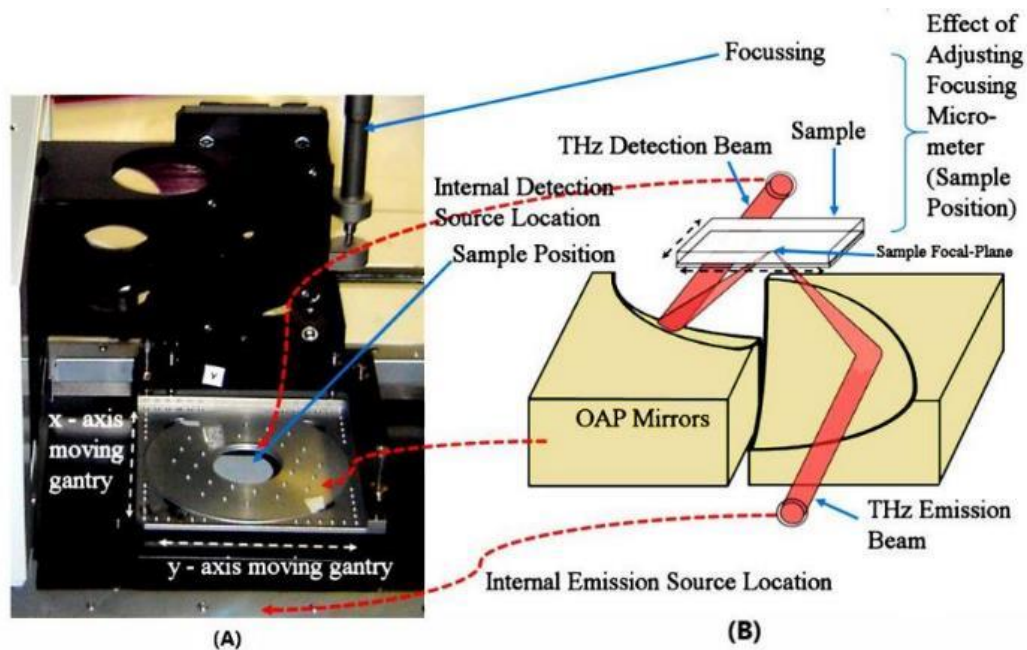 Focussing
Effect of
Adjusting
Focusing
Micro-
meter
(Sample
Position)
Sample
THz Detection Beam
Internal Detection
Source Location
Sample Position
Sample Focal-Plane
Y
x - axis
moving
gantry
OAP Mirrors
y - axis moving gantry
THz Emission
Beam
Internal Emission Source Location
(A)
(B)